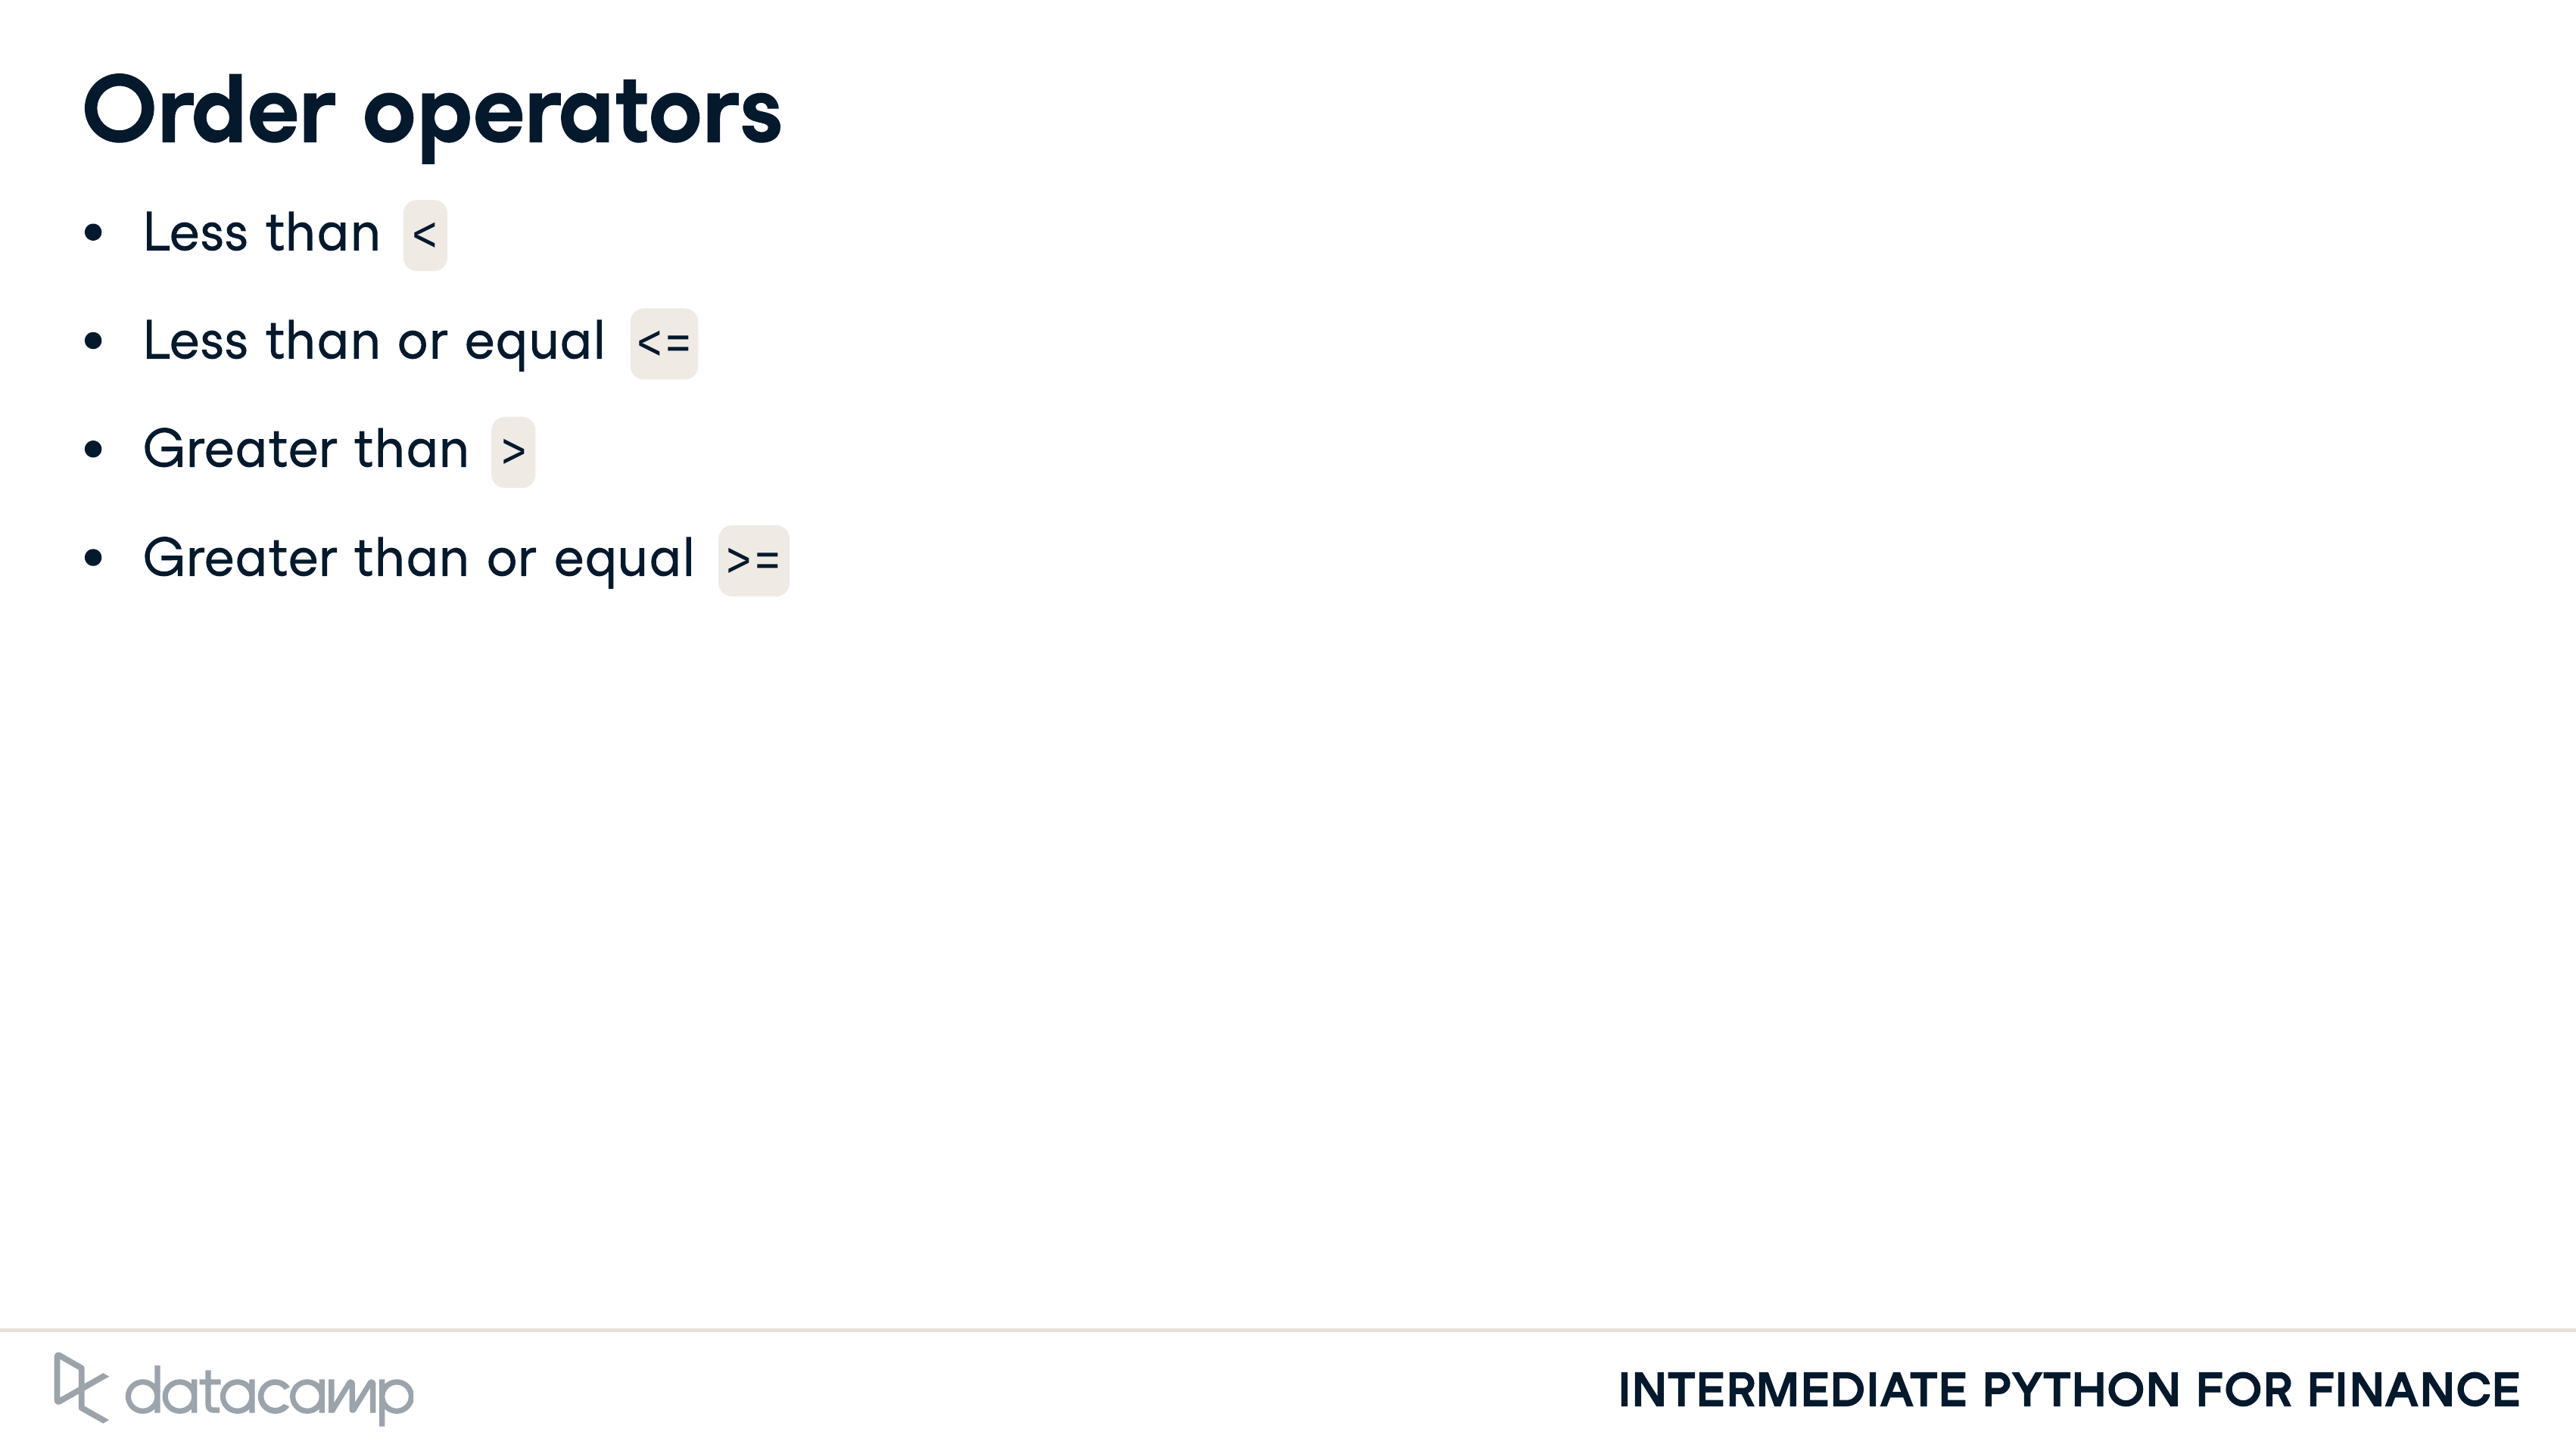 Order operators
• Less than <
• Less than or equal <=
• Greater than >
• Greater than or equal >=
datacamp
INTERMEDIATE PYTHON FOR FINANCE